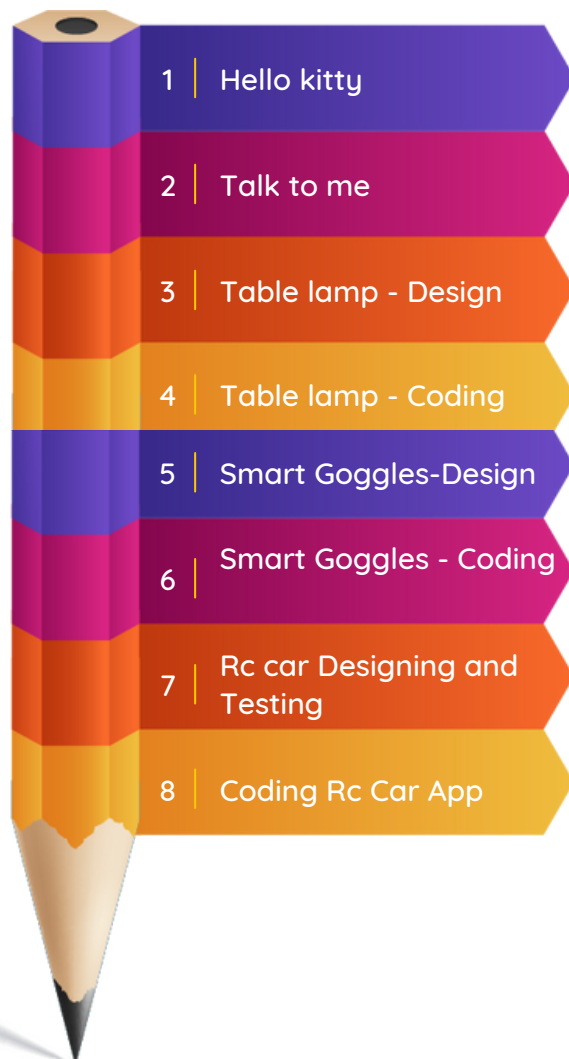 1 Hello kitty
2 Talk to me
3 Table lamp - Design
4 Table lamp - Coding
5 Smart Goggles-Design
6 Smart Goggles - Coding
7 Rc car Designing and
Testing
8 Coding Rc Car App